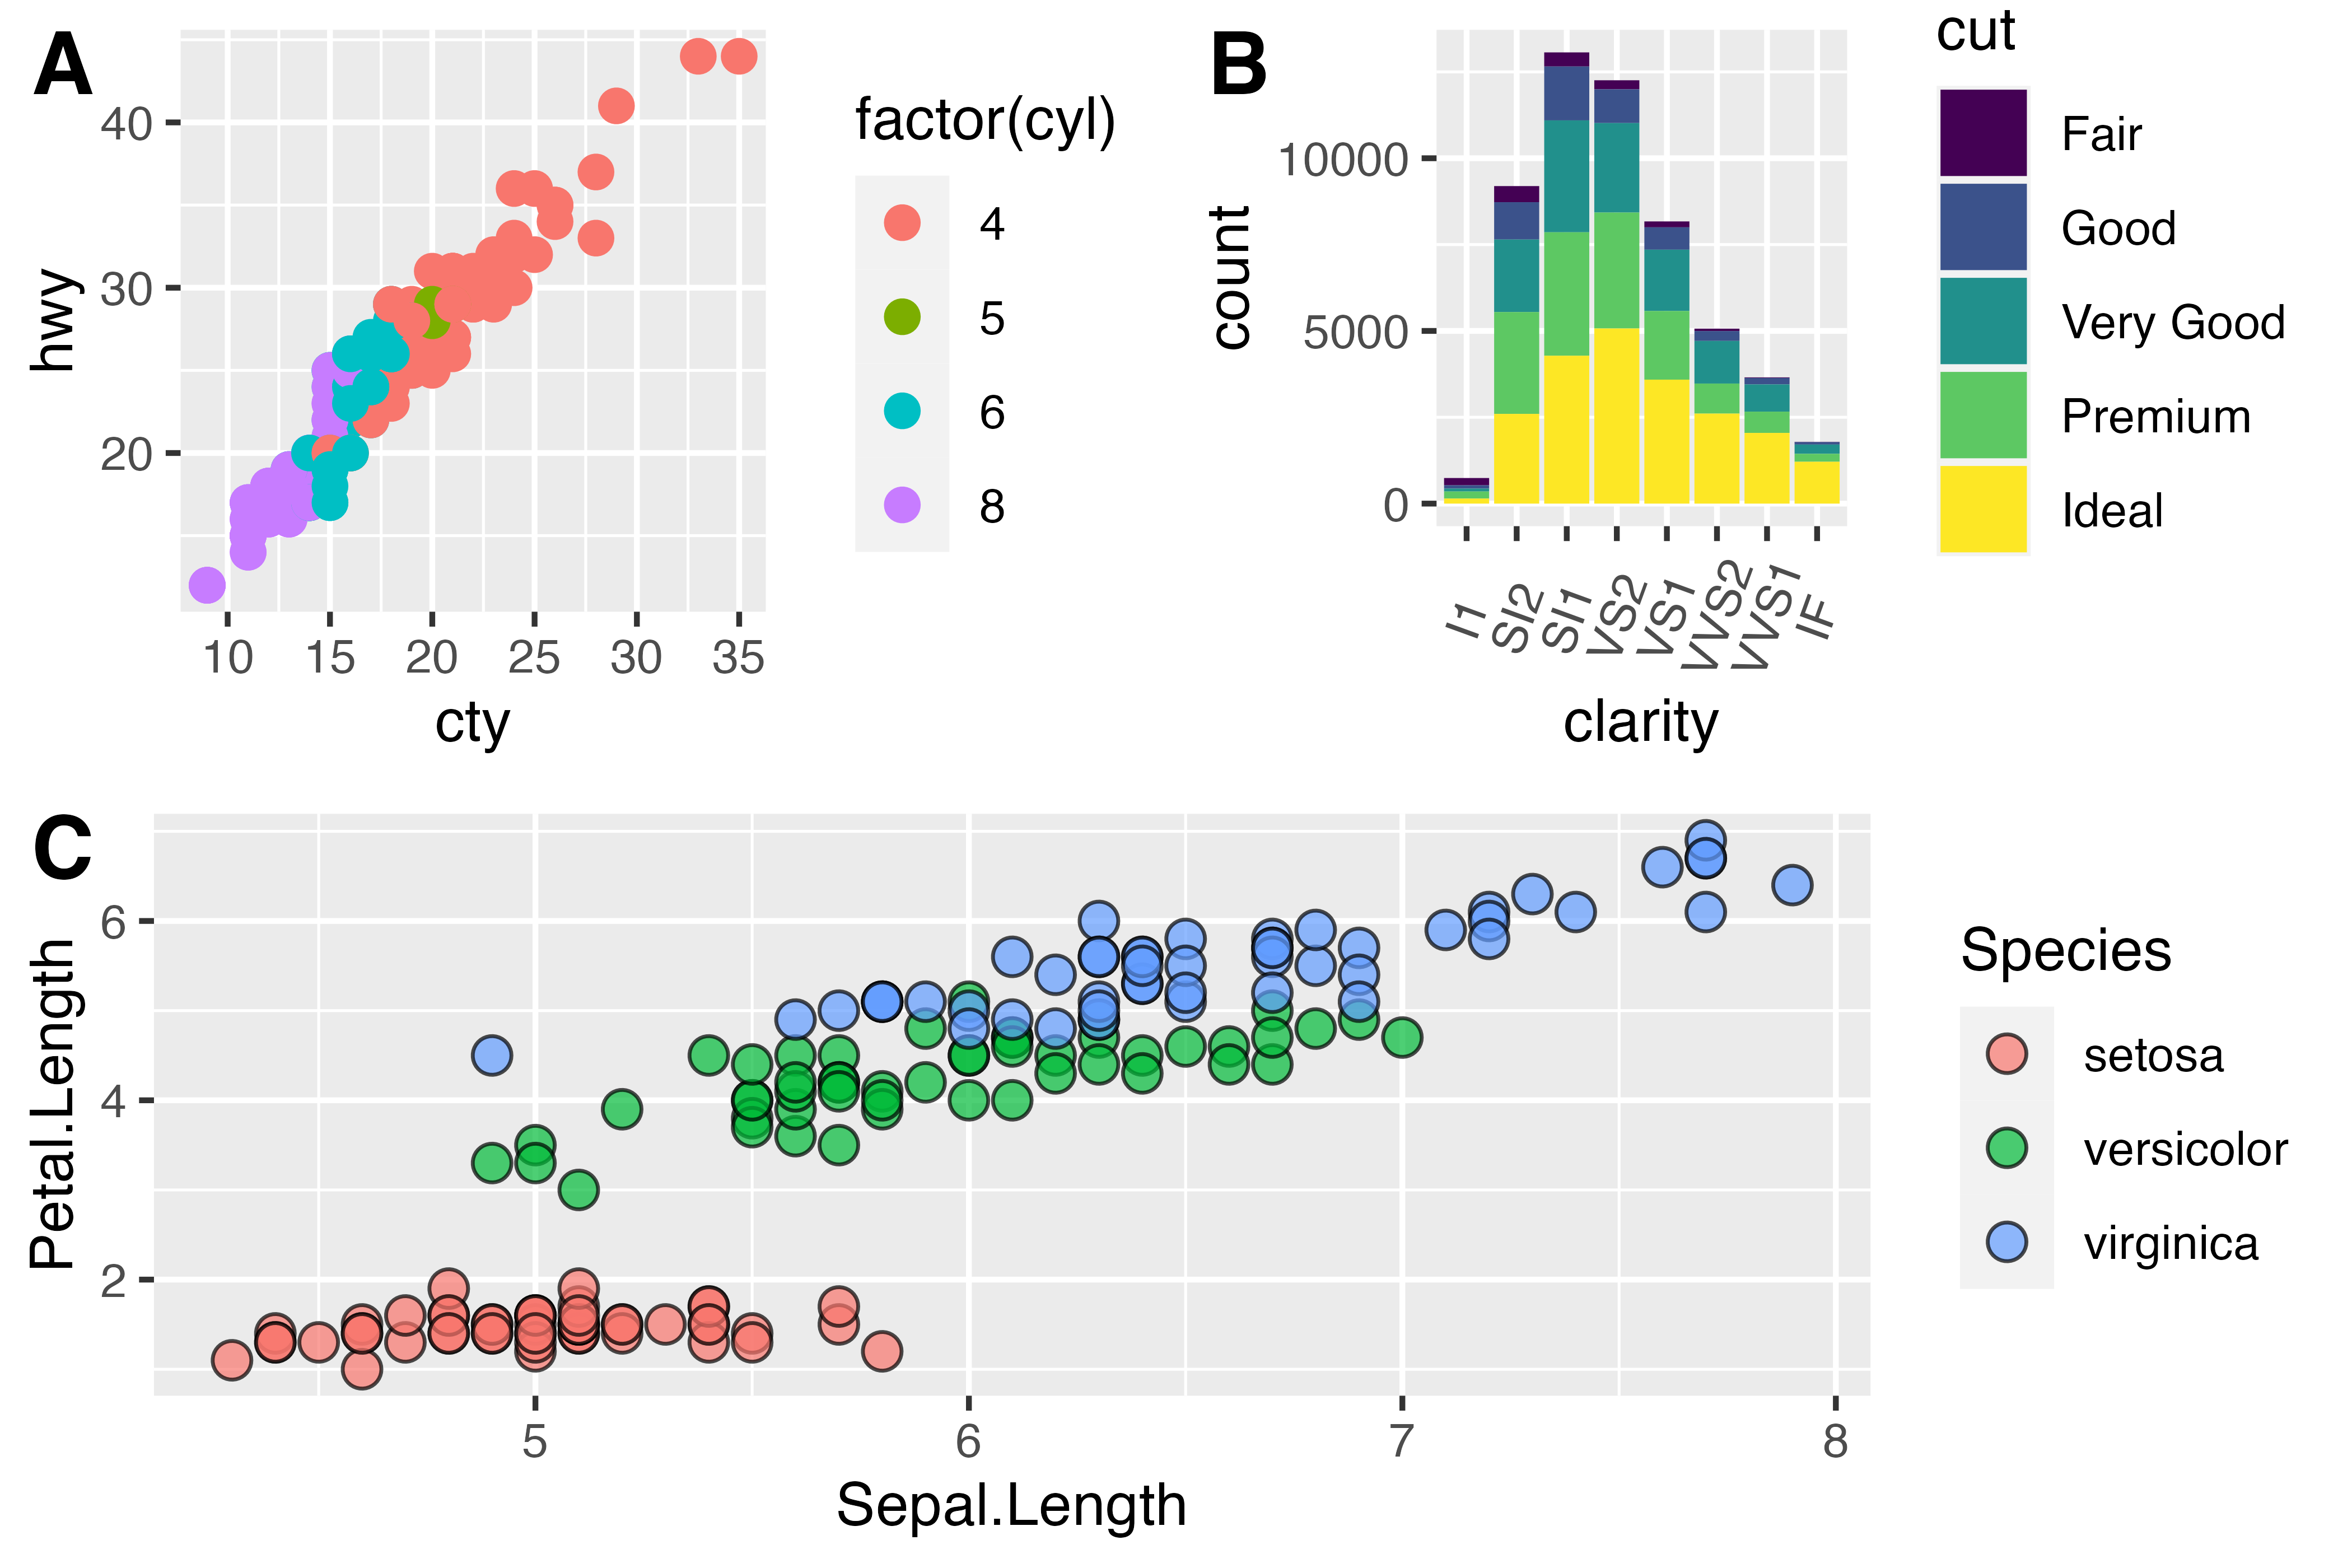 A
40
30
20
hwy
10 15 20 25 30 35
cty
factor(cyl)
4
5
6
8
B
10000
5000
0
count
I1 SI2 SI1 VS2 VS1 VVS2 VVS1 IF
clarity
cut
Fair
Good
Very Good
Premium
Ideal
C
6
4
2
Petal.Length
5 6 7 8
Sepal.Length
Species
setosa
versicolor
virginica